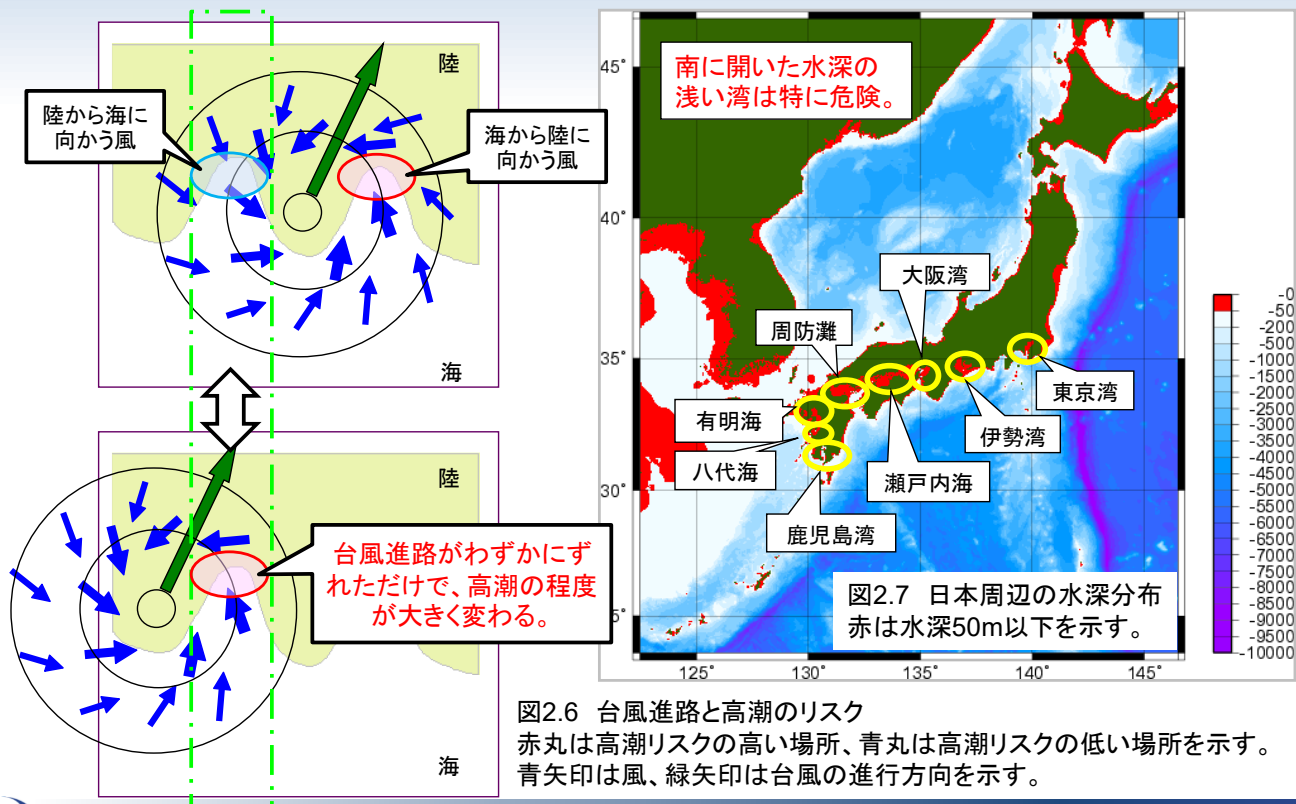 陸
陸から海に
向かう風
海から陸に
向かう風
海
陸
台風進路がわずかにず
れただけで、高潮の程度
が大きく変わる。
海
南に開いた水深の
浅い湾は特に危険。
45°
40°
35°
30°
5°
125°
130°
135°
140°
145°
大阪湾
周防灘
有明海
八代海
鹿児島湾
瀬戸内海
伊勢湾
東京湾
図2.7 日本周辺の水深分布
赤は水深50m以下を示す。
-0
-50
-200
-500
-1000
-1500
-2000
-2500
-3000
-3500
-4000
-4500
-5000
-5500
-6000
-6500
-7000
-7500
-8000
-8500
-9000
-9500
-10000
図2.6 台風進路と高潮のリスク
赤丸は高潮リスクの高い場所、青丸は高潮リスクの低い場所を示す。
青矢印は風、緑矢印は台風の進行方向を示す。